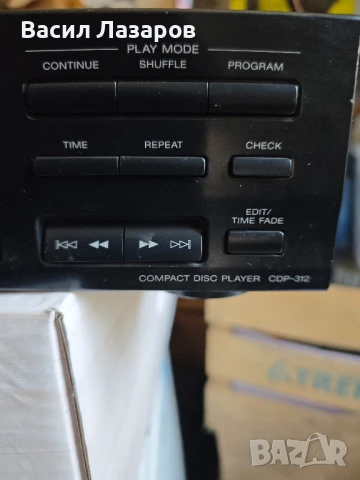 Васил Лазаров
PLAY MODE
CONTINUE SHUFFLE PROGRAM
TIME REPEAT CHECK
EDIT/
TIME FADE
COMPACT DISC PLAYER CDP-312
BAZAR